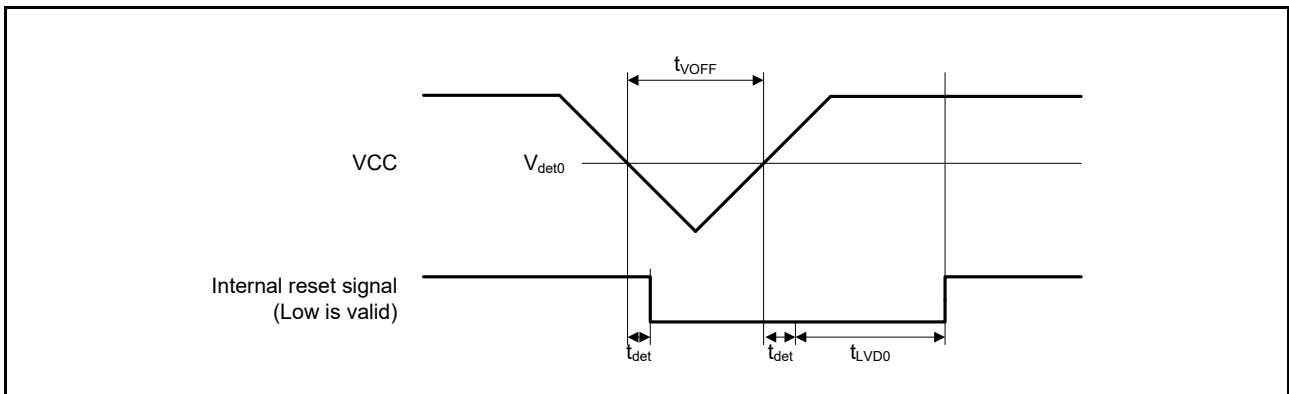 tVOFF
VCC
Vdet0
Internal reset signal
(Low is valid)
tdet
tdet
tLVD0